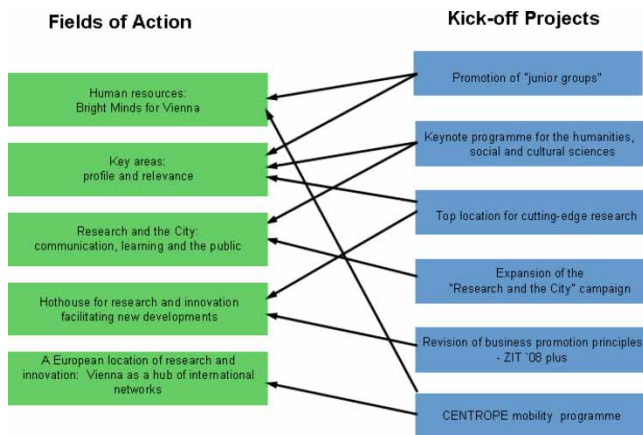 Fields of Action
Kick-off Projects
Human resources:
Bright Minds for Vienna
Key areas:
profile and relevance
Research and the City:
communication, learning and the public
Hothouse for research and innovation
facilitating new developments
A European location of research and
innovation: Vienna as a hub of international
networks
Promotion of "junior groups"
Keynote programme for the humanities,
social and cultural sciences
Top location for cutting-edge research
Expansion of the
"Research and the City" campaign
Revision of business promotion principles
- ZIT '08 plus
CENTROPE mobility programme